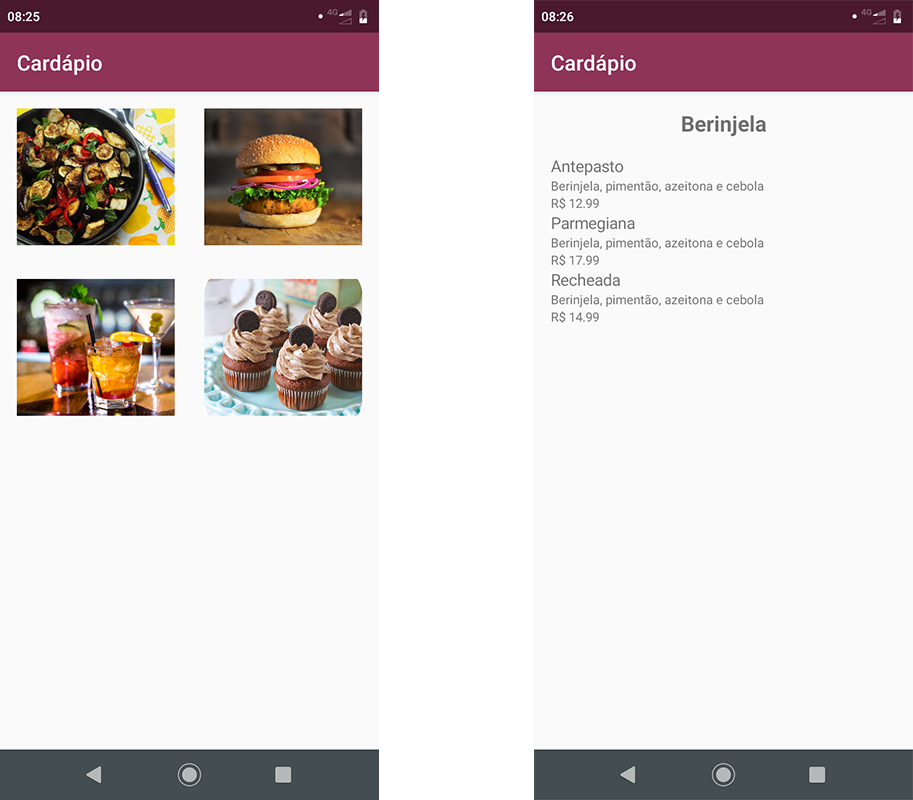 08:25
4G
Cardápio
08:26
4G
Cardápio
Berinjela
Antepasto
Berinjela, pimentão, azeitona e cebola
R$ 12.99
Parmegiana
Berinjela, pimentão, azeitona e cebola
R$ 17.99
Recheada
Berinjela, pimentão, azeitona e cebola
R$ 14.99